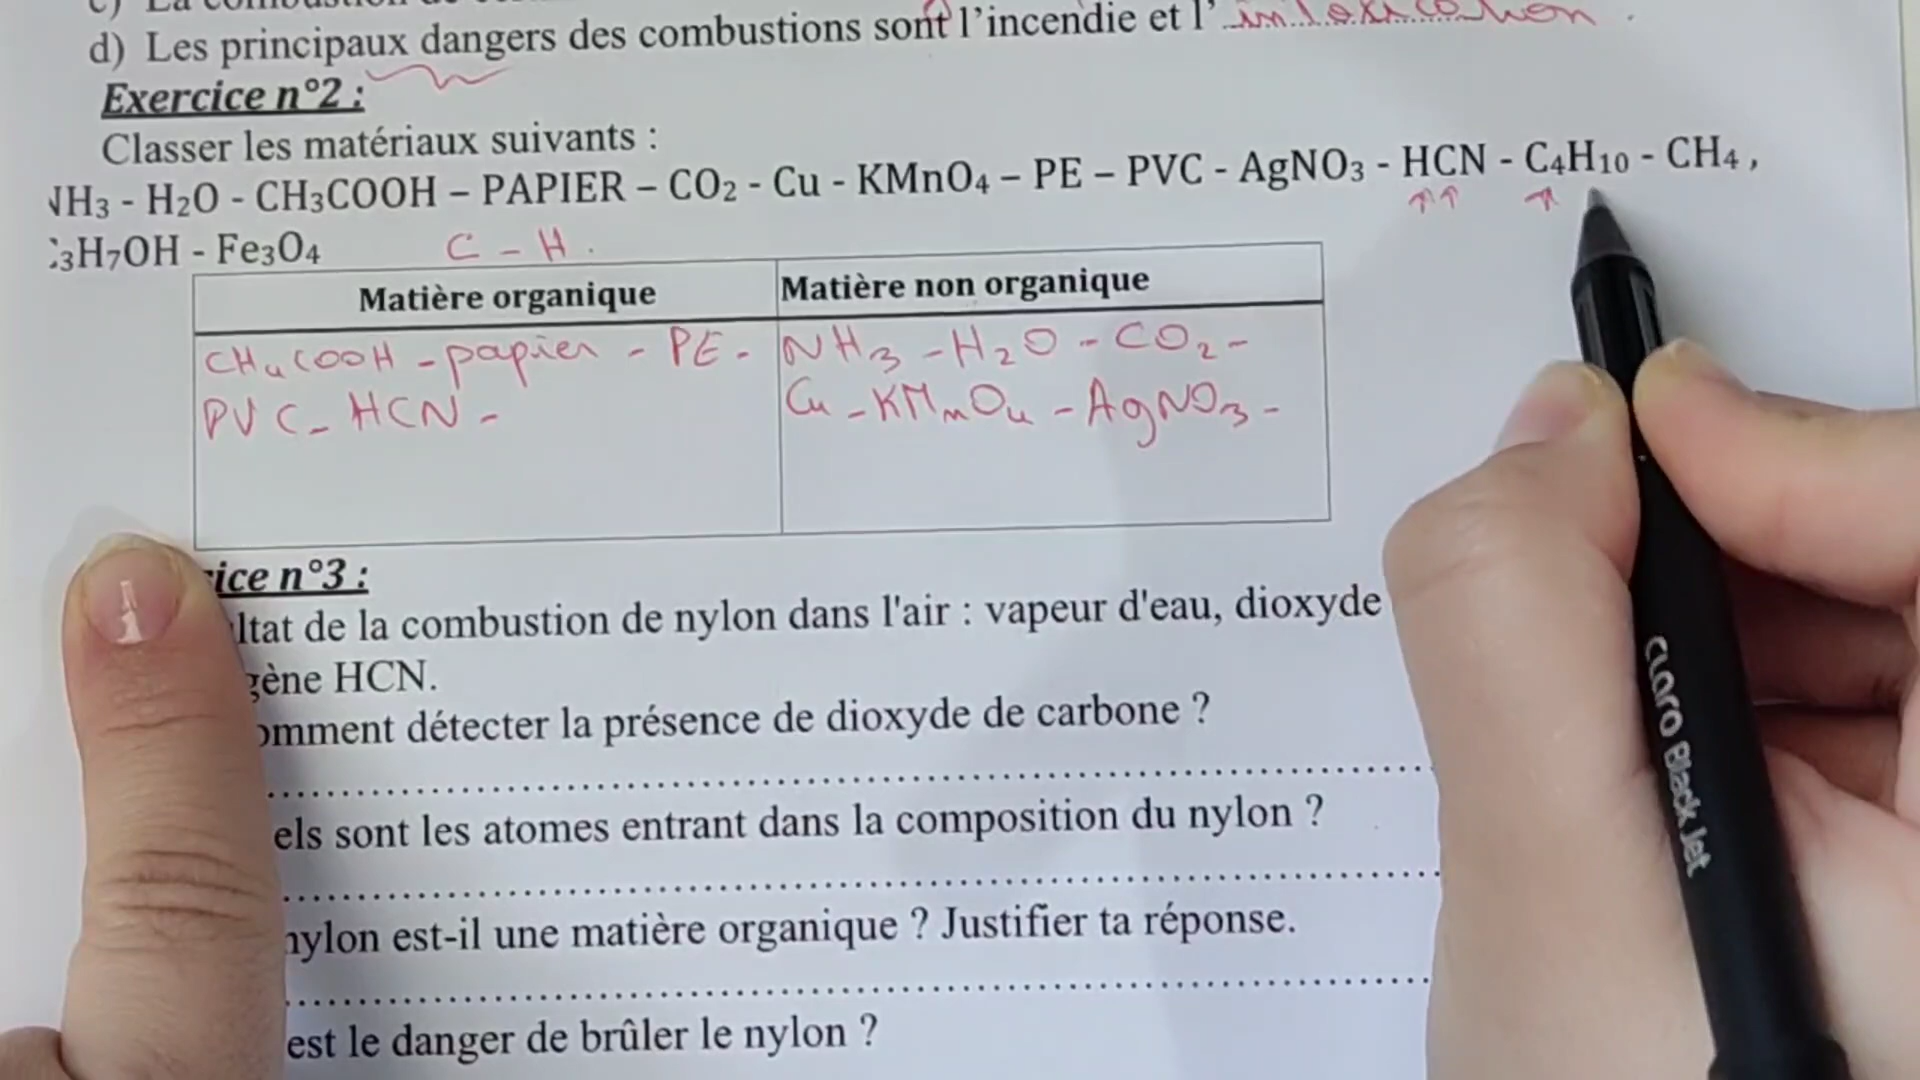 d) Les principaux dangers des combustions sont l'incendie et l' intoxication .
Exercice n°2 :
Classer les matériaux suivants :
NH3 - H2O - CH3COOH – PAPIER – CO2 - Cu - KMnO4 – PE – PVC - AgNO3 - HCN - C4H10 - CH4 ,
C3H7OH - Fe3O4
C - H .
Matière organique Matière non organique
CH4COOH - papier - PE - NH3 - H2O - CO2 -
PVC - HCN - Cu - KMnO4 - AgNO3 -
ice n°3 :
ltat de la combustion de nylon dans l'air : vapeur d'eau, dioxyde
gène HCN.
omment détecter la présence de dioxyde de carbone ?
els sont les atomes entrant dans la composition du nylon ?
nylon est-il une matière organique ? Justifier ta réponse.
est le danger de brûler le nylon ?
CLARO Black Jet